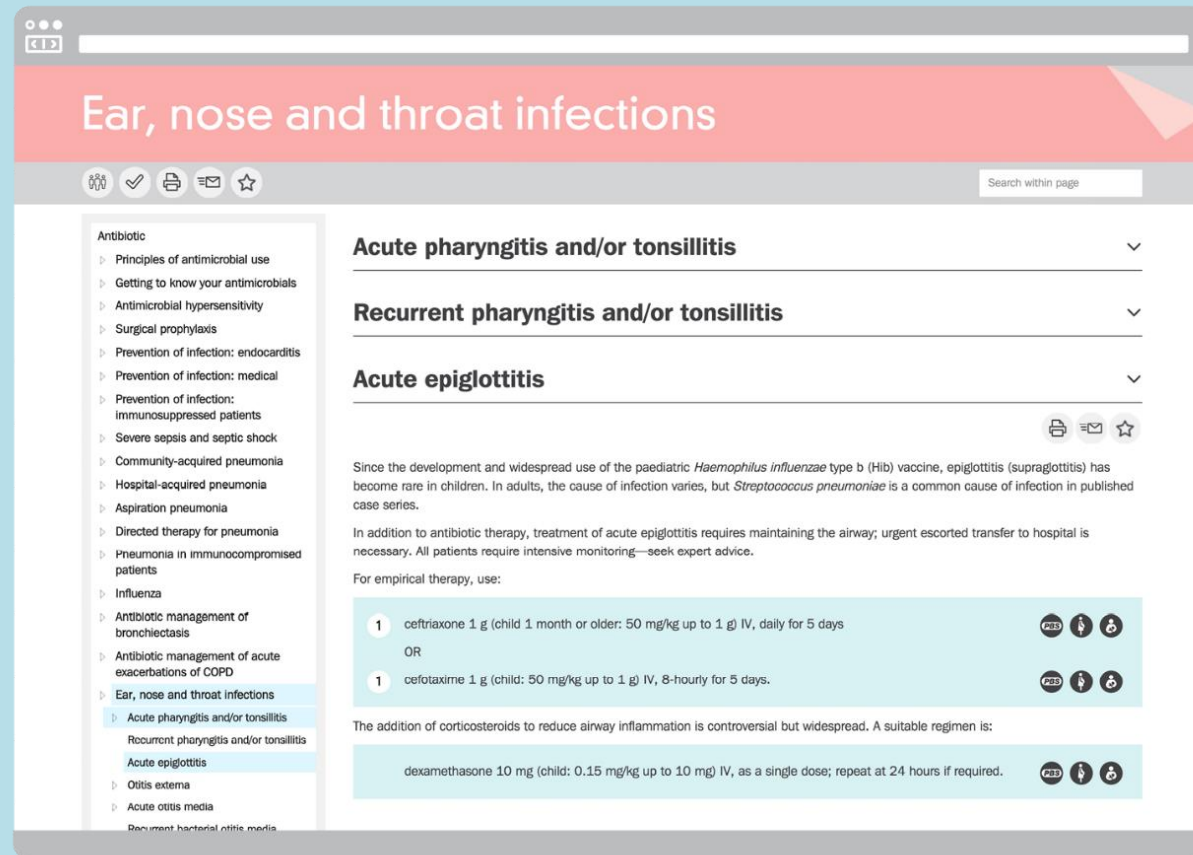 Ear, nose and throat infections
Search within page
Antibiotic
Principles of antimicrobial use
Getting to know your antimicrobials
Antimicrobial hypersensitivity
Surgical prophylaxis
Prevention of infection: endocarditis
Prevention of infection: medical
Prevention of infection:
immunosuppressed patients
Severe sepsis and septic shock
Community-acquired pneumonia
Hospital-acquired pneumonia
Aspiration pneumonia
Directed therapy for pneumonia
Pneumonia in immunocompromised
patients
Influenza
Antibiotic management of
bronchiectasis
Antibiotic management of acute
exacerbations of COPD
Ear, nose and throat infections
Acute pharyngitis and/or tonsillitis
Recurrent pharyngitis and/or tonsillitis
Acute epiglottitis
Otitis externa
Acute otitis media
Recurrent bacterial otitis media
Acute pharyngitis and/or tonsillitis
Recurrent pharyngitis and/or tonsillitis
Acute epiglottitis
Since the development and widespread use of the paediatric Haemophilus influenzae type b (Hib) vaccine, epiglottitis (supraglottitis) has
become rare in children. In adults, the cause of infection varies, but Streptococcus pneumoniae is a common cause of infection in published
case series.
In addition to antibiotic therapy, treatment of acute epiglottitis requires maintaining the airway; urgent escorted transfer to hospital is
necessary. All patients require intensive monitoring—seek expert advice.
For empirical therapy, use:
1 ceftriaxone 1 g (child 1 month or older: 50 mg/kg up to 1 g) IV, daily for 5 days PBS
OR
1 cefotaxime 1 g (child: 50 mg/kg up to 1 g) IV, 8-hourly for 5 days. PBS
The addition of corticosteroids to reduce airway inflammation is controversial but widespread. A suitable regimen is:
dexamethasone 10 mg (child: 0.15 mg/kg up to 10 mg) IV, as a single dose; repeat at 24 hours if required. PBS